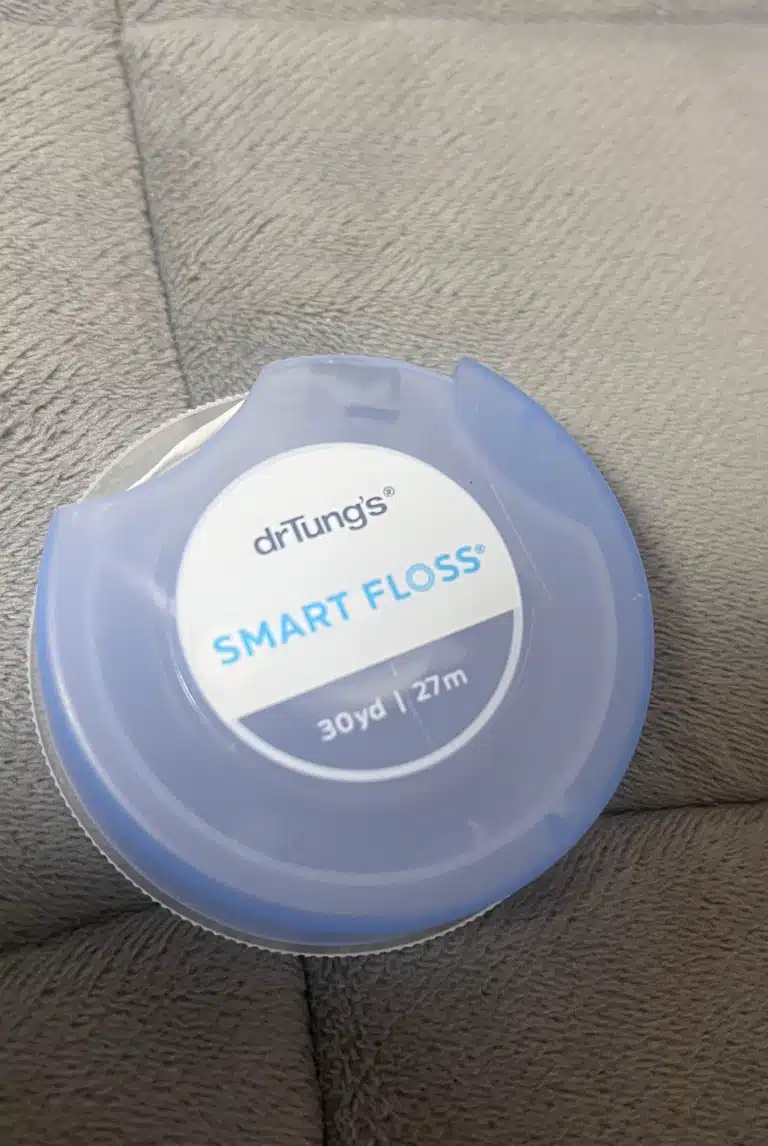 drTung's®
SMART FLOSS®
30yd | 27m